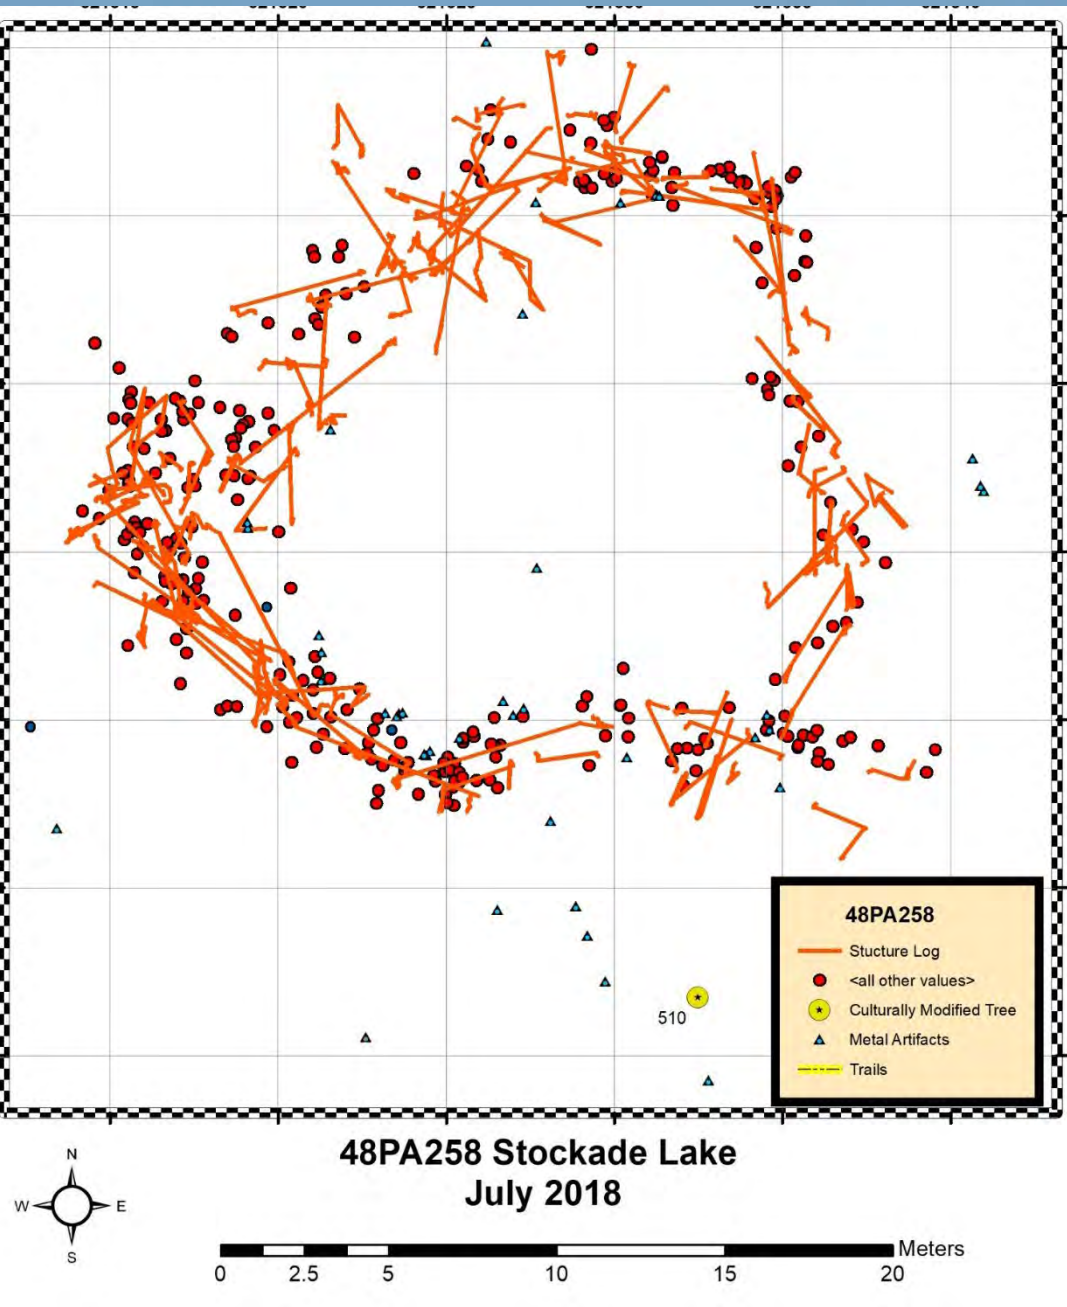 510
48PA258
Stucture Log
<all other values>
Culturally Modified Tree
Metal Artifacts
Trails
48PA258 Stockade Lake
July 2018
N
W E
S
Meters
0 2.5 5 10 15 20